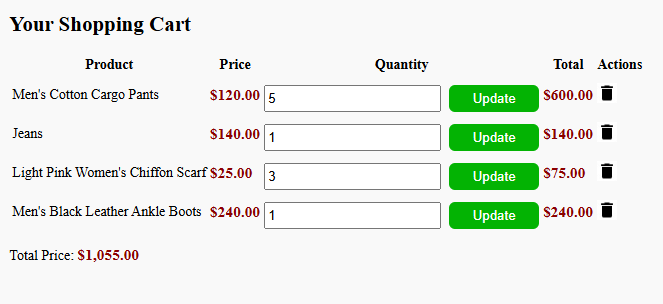 Your Shopping Cart
Product Price Quantity Total Actions
Men's Cotton Cargo Pants $120.00 5 Update $600.00
Jeans $140.00 1 Update $140.00
Light Pink Women's Chiffon Scarf $25.00 3 Update $75.00
Men's Black Leather Ankle Boots $240.00 1 Update $240.00
Total Price: $1,055.00